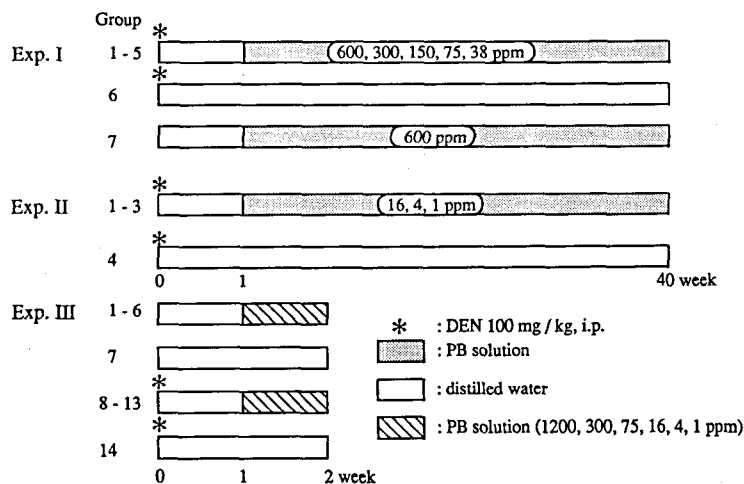 Group
*
Exp. I 1 - 5 600, 300, 150, 75, 38 ppm
*
6
7 600 ppm
*
Exp. II 1 - 3 16, 4, 1 ppm
*
4
0 1 40 week
Exp. III 1 - 6
* : DEN 100 mg / kg, i.p.
7 : PB solution
*
8 - 13 : distilled water
*
14 : PB solution (1200, 300, 75, 16, 4, 1 ppm)
0 1 2 week